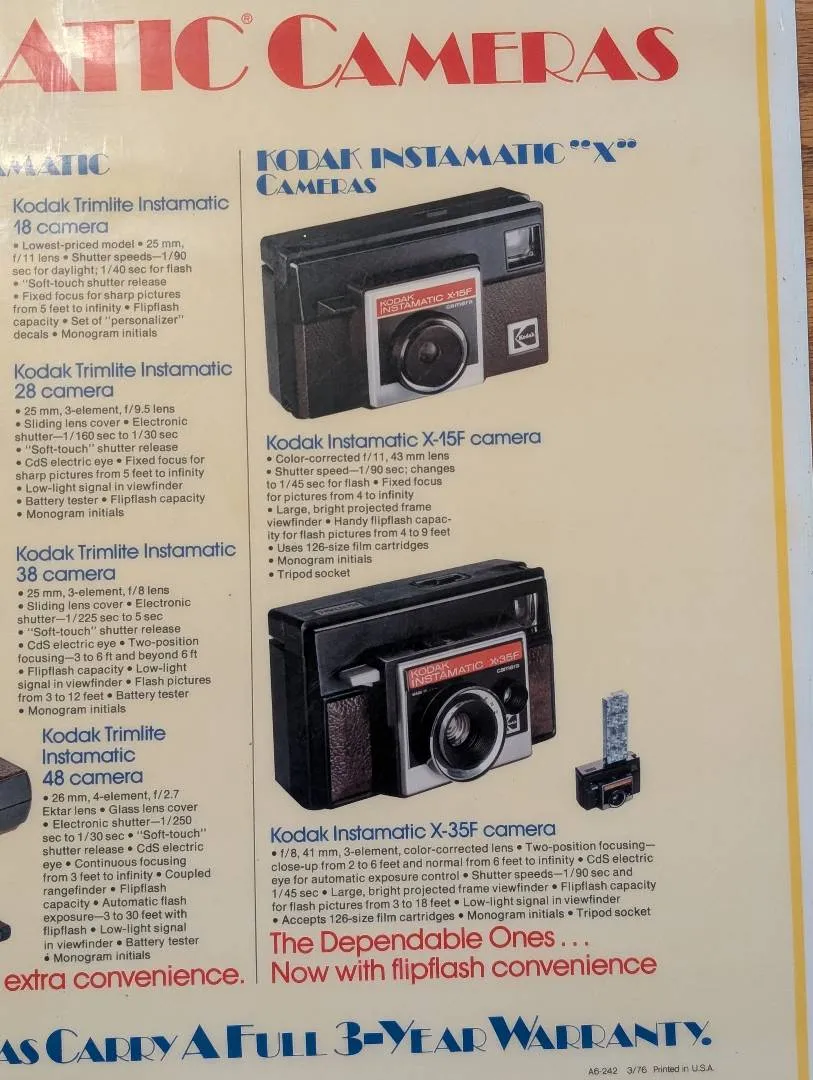 ATIC® CAMERAS
MATIC
Kodak Trimlite Instamatic
18 camera
• Lowest-priced model • 25 mm,
f/11 lens • Shutter speeds—1/90
sec for daylight; 1/40 sec for flash
• "Soft-touch shutter release
• Fixed focus for sharp pictures
from 5 feet to infinity • Flipflash
capacity • Set of "personalizer"
decals • Monogram initials
Kodak Trimlite Instamatic
28 camera
• 25 mm, 3-element, f/9.5 lens
• Sliding lens cover • Electronic
shutter—1/160 sec to 1/30 sec
• "Soft-touch" shutter release
• CdS electric eye • Fixed focus for
sharp pictures from 5 feet to infinity
• Low-light signal in viewfinder
• Battery tester • Flipflash capacity
• Monogram initials
Kodak Trimlite Instamatic
38 camera
• 25 mm, 3-element, f/8 lens
• Sliding lens cover • Electronic
shutter—1/225 sec to 5 sec
• "Soft-touch" shutter release
• CdS electric eye • Two-position
focusing—3 to 6 ft and beyond 6 ft
• Flipflash capacity • Low-light
signal in viewfinder • Flash pictures
from 3 to 12 feet • Battery tester
• Monogram initials
Kodak Trimlite
Instamatic
48 camera
• 26 mm, 4-element, f/2.7
Ektar lens • Glass lens cover
• Electronic shutter—1/250
sec to 1/30 sec • "Soft-touch"
shutter release • CdS electric
eye • Continuous focusing
from 3 feet to infinity • Coupled
rangefinder • Flipflash
capacity • Automatic flash
exposure—3 to 30 feet with
flipflash • Low-light signal
in viewfinder • Battery tester
• Monogram initials
extra convenience.
KODAK INSTAMATIC "X"
CAMERAS
KODAK
INSTAMATIC X-15F
camera
Kodak
Kodak Instamatic X-15F camera
• Color-corrected f/11, 43 mm lens
• Shutter speed—1/90 sec; changes
to 1/45 sec for flash • Fixed focus
for pictures from 4 to infinity
• Large, bright projected frame
viewfinder • Handy flipflash capac-
ity for flash pictures from 4 to 9 feet
• Uses 126-size film cartridges
• Monogram initials
• Tripod socket
KODAK
INSTAMATIC X-35F
camera
Kodak Instamatic X-35F camera
• f/8, 41 mm, 3-element, color-corrected lens • Two-position focusing—
close-up from 2 to 6 feet and normal from 6 feet to infinity • CdS electric
eye for automatic exposure control • Shutter speeds—1/90 sec and
1/45 sec • Large, bright projected frame viewfinder • Flipflash capacity
for flash pictures from 3 to 18 feet • Low-light signal in viewfinder
• Accepts 126-size film cartridges • Monogram initials • Tripod socket
The Dependable Ones . . .
Now with flipflash convenience
AS CARRY A FULL 3-YEAR WARRANTY.
A6-242 3/76 Printed in U.S.A.